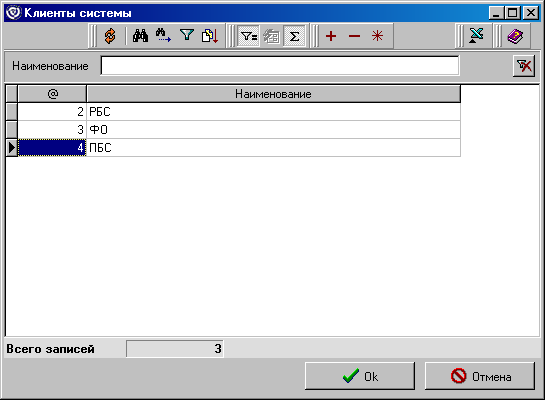 Клиенты системы
Наименование
@ Наименование
2 РБС
3 ФО
4 ПБС
Всего записей 3
Ok Отмена